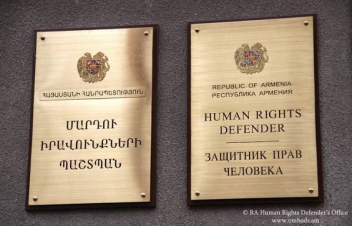 ՀԱՅԱՍՏԱՆԻ ՀԱՆՐԱՊԵՏՈՒԹՅՈՒՆ
ՄԱՐԴՈՒ
ԻՐԱՎՈՒՆՔՆԵՐԻ
ՊԱՇՏՊԱՆ
REPUBLIC OF ARMENIA
РЕСПУБЛИКА АРМЕНИЯ
HUMAN RIGHTS
DEFENDER
ЗАЩИТНИК ПРАВ
ЧЕЛОВЕКА
© RA Human Rights Defender's Office
www.ombuds.am